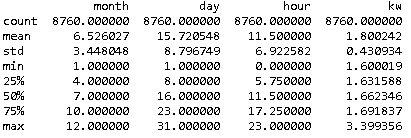 month day hour kw
count 8760.000000 8760.000000 8760.000000 8760.000000
mean 6.526027 15.720548 11.500000 1.800242
std 3.448048 8.796749 6.922582 0.430934
min 1.000000 1.000000 0.000000 1.600019
25% 4.000000 8.000000 5.750000 1.631588
50% 7.000000 16.000000 11.500000 1.662346
75% 10.000000 23.000000 17.250000 1.691837
max 12.000000 31.000000 23.000000 3.399356